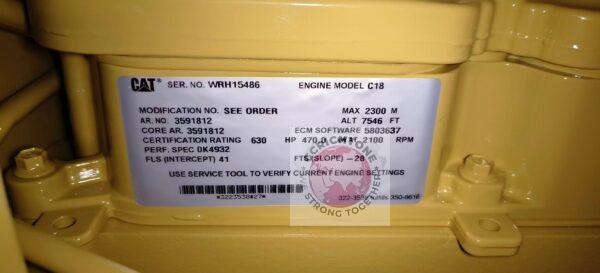 CAT SER. NO. WRH15486 ENGINE MODEL C18
MODIFICATION NO. SEE ORDER MAX 2300 M
AR. NO. 3591812 ALT 7546 FT.
CORE AR. 3591812 ECM SOFTWARE 5803637
CERTIFICATION RATING 630 HP 470.0 kW AT 2100 RPM
PERF. SPEC 0K4932
FLS (INTERCEPT) 41 FTS(SLOPE) -28
USE SERVICE TOOL TO VERIFY CURRENT ENGINE SETTINGS
*3223538#27*
STRONG TOGETHER